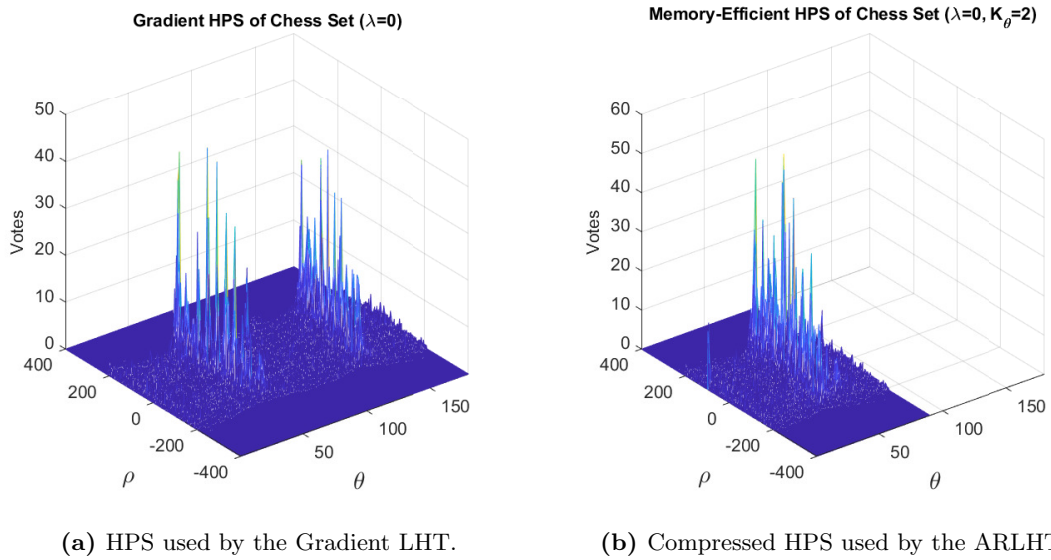 Gradient HPS of Chess Set (λ=0)
50
40
30
20
10
0
Votes
400
200
0
-200
-400
ρ
50
100
150
θ
(a) HPS used by the Gradient LHT.
Memory-Efficient HPS of Chess Set (λ=0, K_θ=2)
60
50
40
30
20
10
0
Votes
400
200
0
-200
-400
ρ
50
100
150
θ
(b) Compressed HPS used by the ARLHT